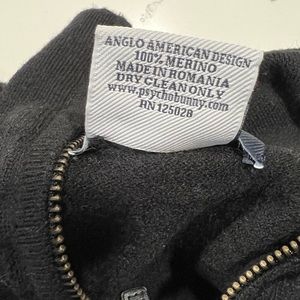 ANGLO AMERICAN DESIGN
100% MERINO
MADE IN ROMANIA
DRY CLEAN ONLY
www.psychobunny.com
RN 125028